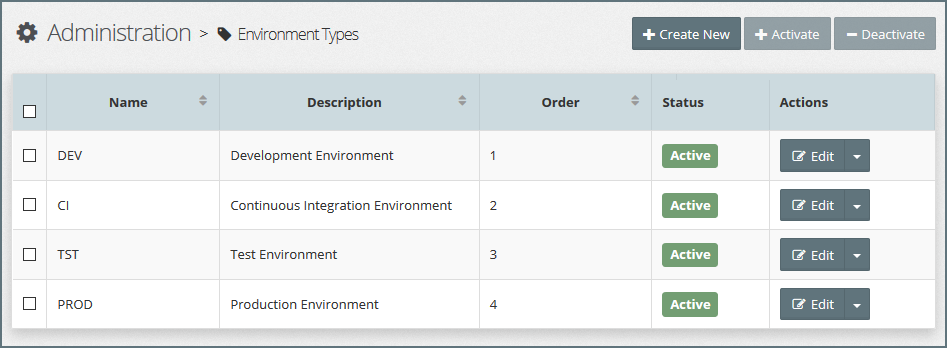 Administration > Environment Types
Create New Activate Deactivate
Name Description Order Status Actions
DEV Development Environment 1 Active Edit
CI Continuous Integration Environment 2 Active Edit
TST Test Environment 3 Active Edit
PROD Production Environment 4 Active Edit